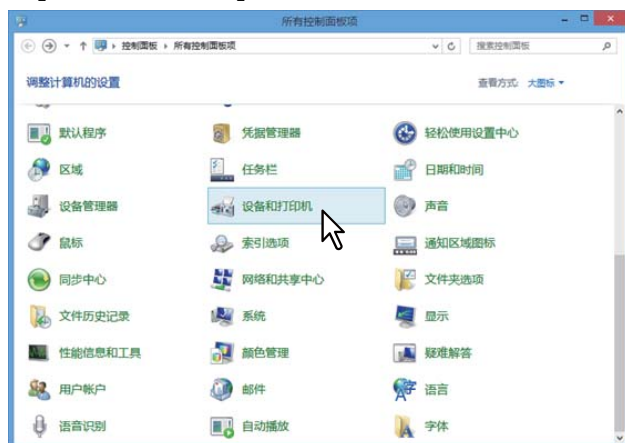 所有控制面板项
控制面板 所有控制面板项 搜索控制面板
调整计算机的设置 查看方式: 大图标
默认程序 凭据管理器 轻松使用设置中心
区域 任务栏 日期和时间
设备管理器 设备和打印机 声音
鼠标 索引选项 通知区域图标
同步中心 网络和共享中心 文件夹选项
文件历史记录 系统 显示
性能信息和工具 颜色管理 疑难解答
用户帐户 邮件 语言
语音识别 自动播放 字体